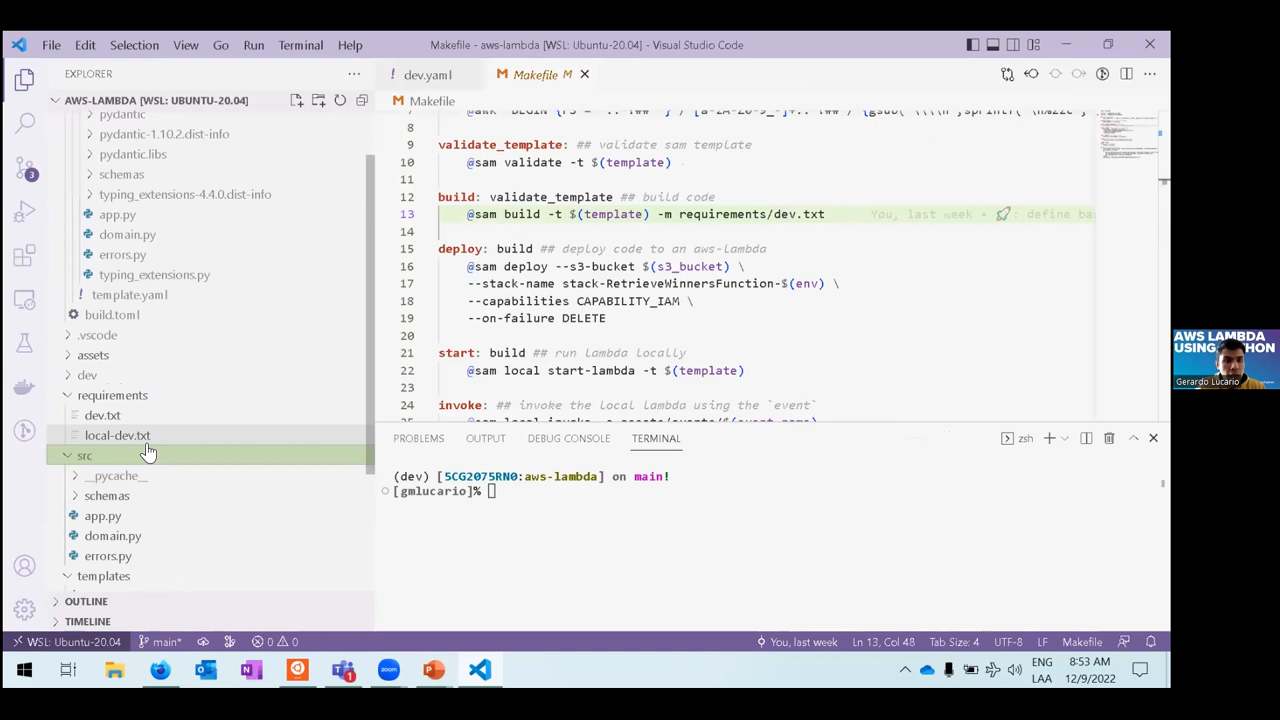 File Edit Selection View Go Run Terminal Help
Makefile - aws-lambda [WSL: Ubuntu-20.04] - Visual Studio Code
EXPLORER
AWS-LAMBDA [WSL: UBUNTU-20.04]
pydantic
pydantic-1.10.2.dist-info
pydantic.libs
schemas
typing_extensions-4.4.0.dist-info
app.py
domain.py
errors.py
typing_extensions.py
template.yaml
build.toml
.vscode
assets
dev
requirements
dev.txt
local-dev.txt
src
__pycache__
schemas
app.py
domain.py
errors.py
templates
OUTLINE
TIMELINE
dev.yaml
Makefile M
Makefile
validate_template: ## validate sam template
10 @sam validate -t $(template)
11
12 build: validate_template ## build code
13 @sam build -t $(template) -m requirements/dev.txt You, last week • 🚀: define ba
14
15 deploy: build ## deploy code to an aws-lambda
16 @sam deploy --s3-bucket $(s3_bucket) \
17 --stack-name stack-RetrieveWinnersFunction-$(env) \
18 --capabilities CAPABILITY_IAM \
19 --on-failure DELETE
20
21 start: build ## run lambda locally
22 @sam local start-lambda -t $(template)
23
24 invoke: ## invoke the local lambda using the `event`
PROBLEMS OUTPUT DEBUG CONSOLE TERMINAL
zsh
(dev) [5CG2075RN0:aws-lambda] on main!
[gmlucario]%
3
WSL: Ubuntu-20.04 main* 0 0
You, last week Ln 13, Col 48 Tab Size: 4 UTF-8 LF Makefile
ENG
LAA
8:53 AM
12/9/2022
AWS LAMBDA
USING PYTHON
Gerardo Lucario